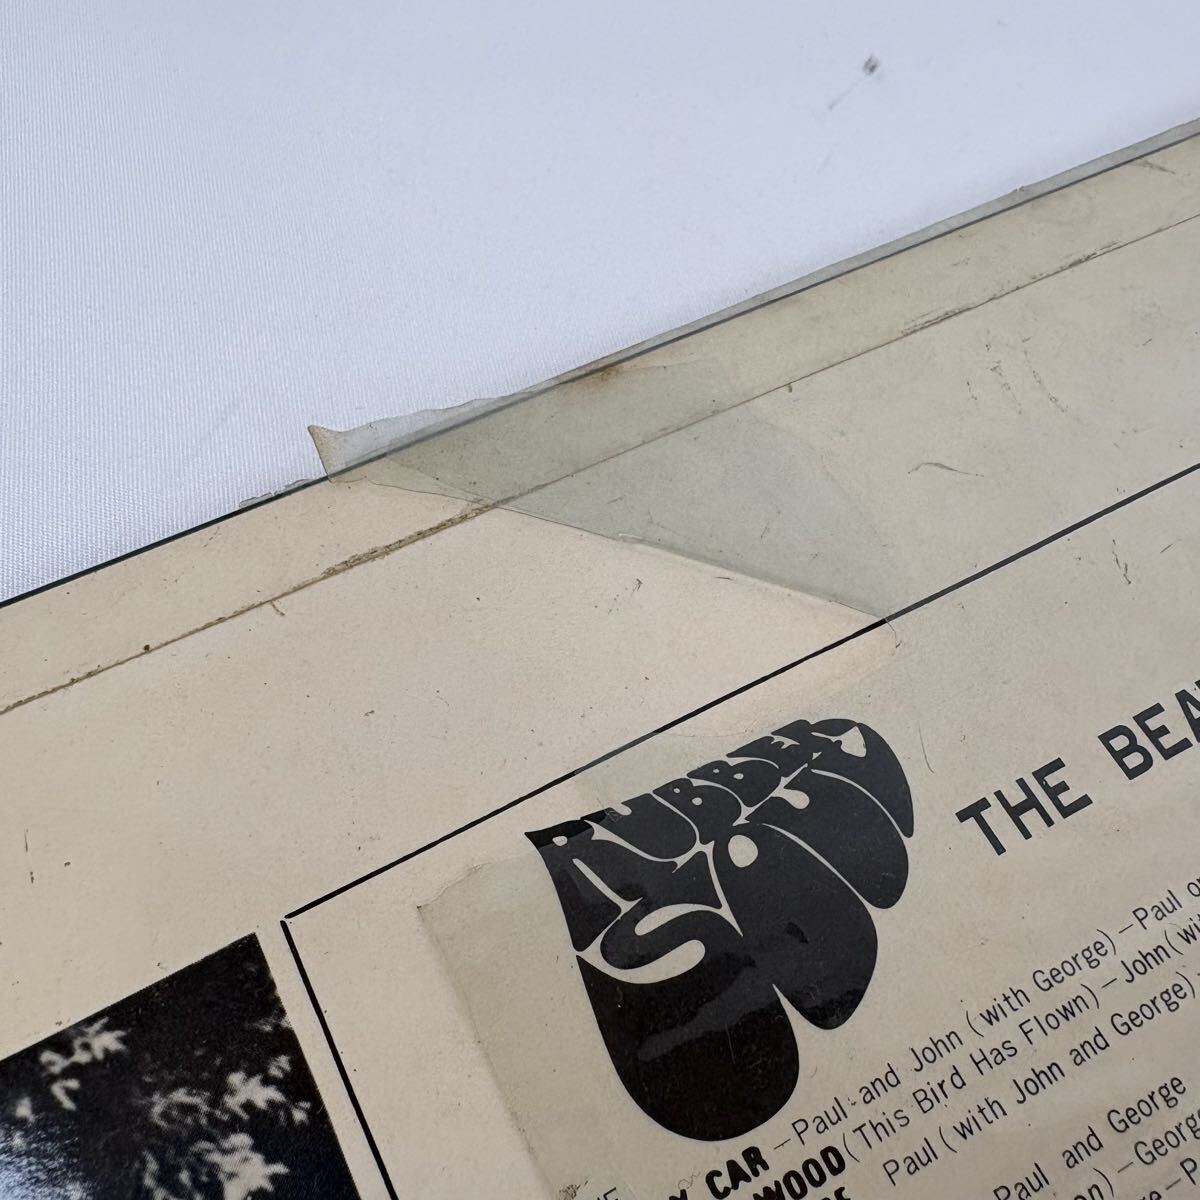 RUBBER SOUL
THE BEA
CAR – Paul and John (with George) – Paul
WOOD (This Bird Has Flown) – John (wi
Paul (with John and George)
Paul and George
– George